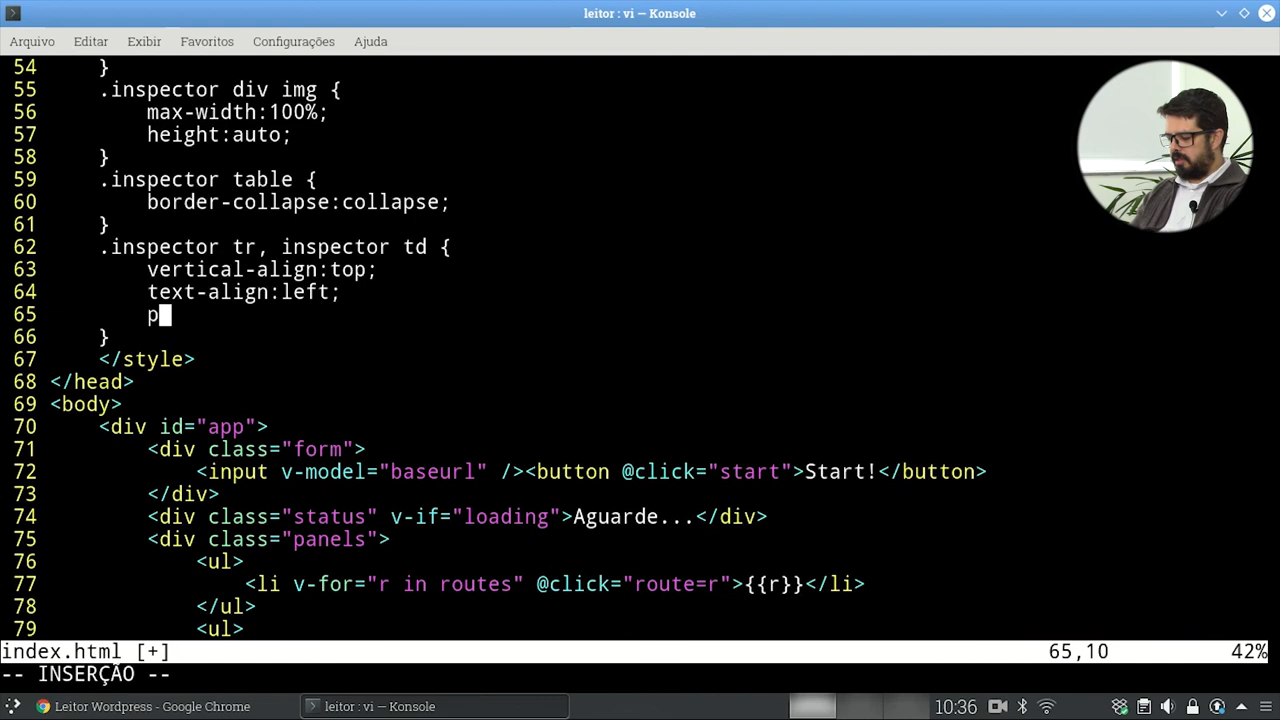 leitor : vi — Konsole
Arquivo Editar Exibir Favoritos Configurações Ajuda
54 }
55 .inspector div img {
56 max-width:100%;
57 height:auto;
58 }
59 .inspector table {
60 border-collapse:collapse;
61 }
62 .inspector tr, inspector td {
63 vertical-align:top;
64 text-align:left;
65 p
66 }
67 </style>
68 </head>
69 <body>
70 <div id="app">
71 <div class="form">
72 <input v-model="baseurl" /><button @click="start">Start!</button>
73 </div>
74 <div class="status" v-if="loading">Aguarde...</div>
75 <div class="panels">
76 <ul>
77 <li v-for="r in routes" @click="route=r">{{r}}</li>
78 </ul>
79 <ul>
index.html [+] 65,10 42%
-- INSERÇÃO --
Leitor Wordpress - Google Chrome leitor : vi — Konsole 10:36